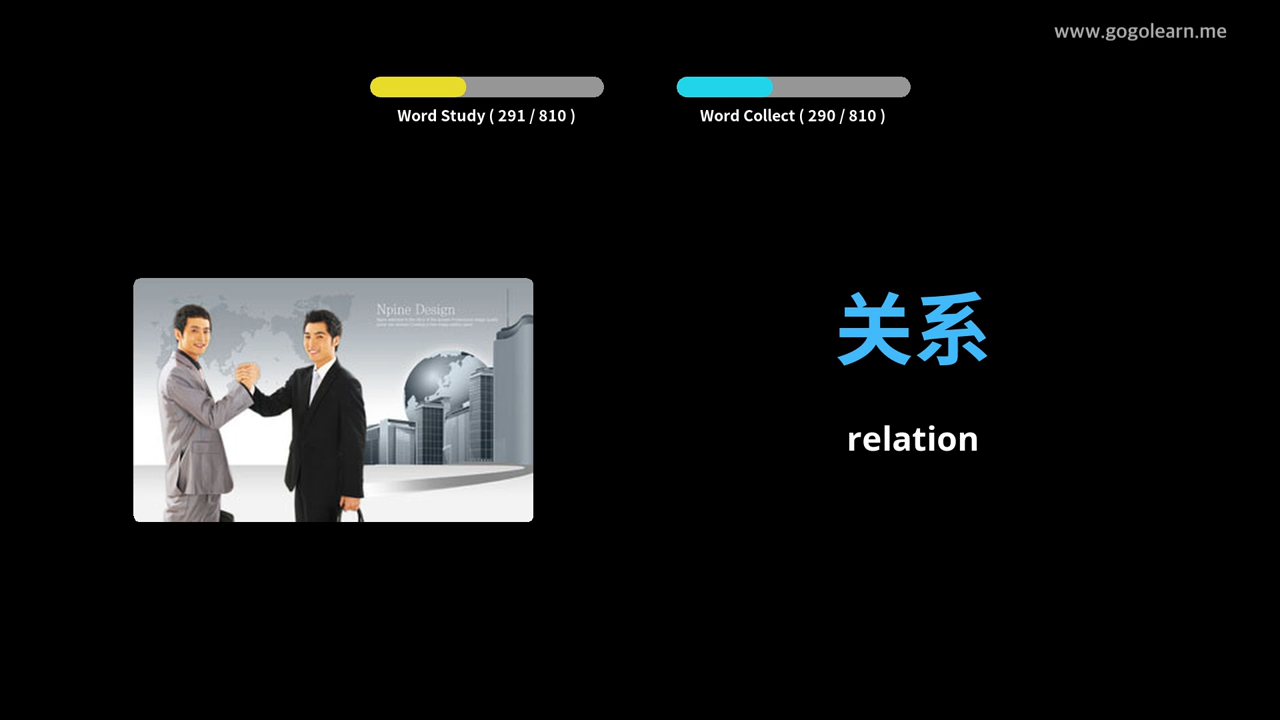 www.gogolearn.me
Word Study ( 291 / 810 )
Word Collect ( 290 / 810 )
Npine Design
关系
relation